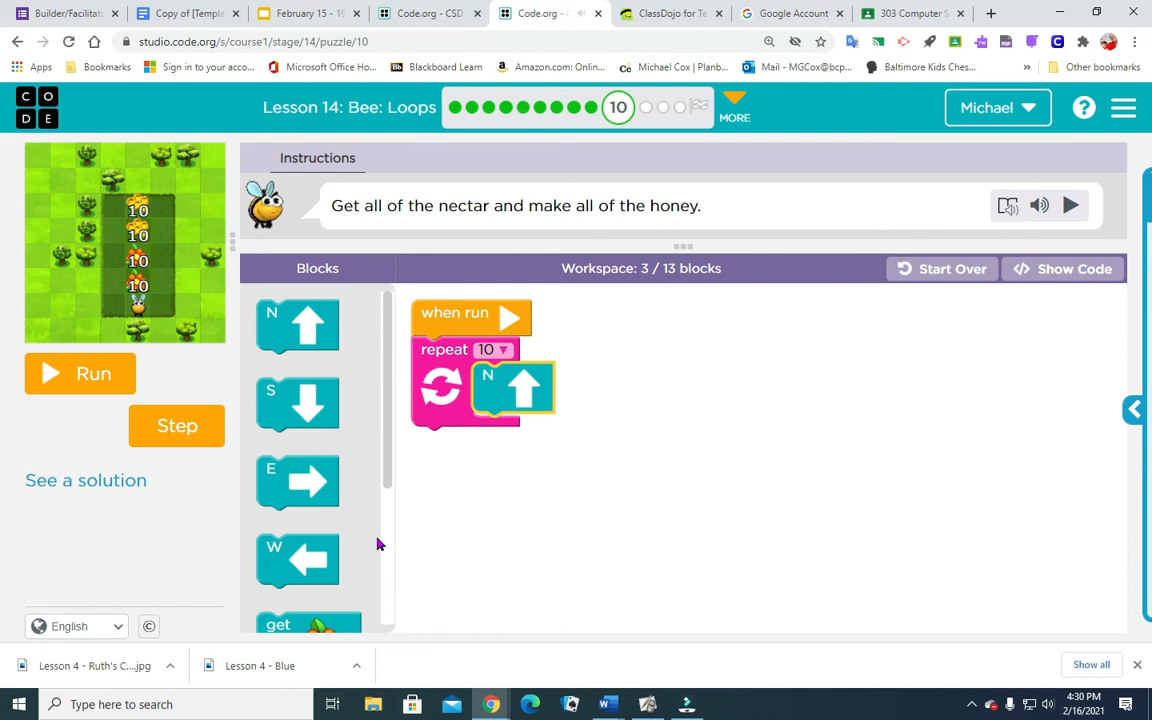 Builder/Facilitat
Copy of [Templa
February 15 - 19
Code.org - CSD
Code.org - C
ClassDojo for Te
Google Account
303 Computer S
studio.code.org/s/course1/stage/14/puzzle/10
Apps
Bookmarks
Sign in to your acco...
Microsoft Office Ho...
Bb
Blackboard Learn
Amazon.com: Onlin...
Michael Cox | Planb...
Mail - MGCox@bcp...
Baltimore Kids Ches...
»
Other bookmarks
C O
D E
Lesson 14: Bee: Loops
10
MORE
Michael
?
Instructions
Get all of the nectar and make all of the honey.
10
10
10
10
Blocks
Workspace: 3 / 13 blocks
Start Over
</> Show Code
N
S
E
W
get
when run
repeat 10
N
Run
Step
See a solution
English
©
Lesson 4 - Ruth's C....jpg
Lesson 4 - Blue
Show all
Type here to search
4:30 PM
2/16/2021